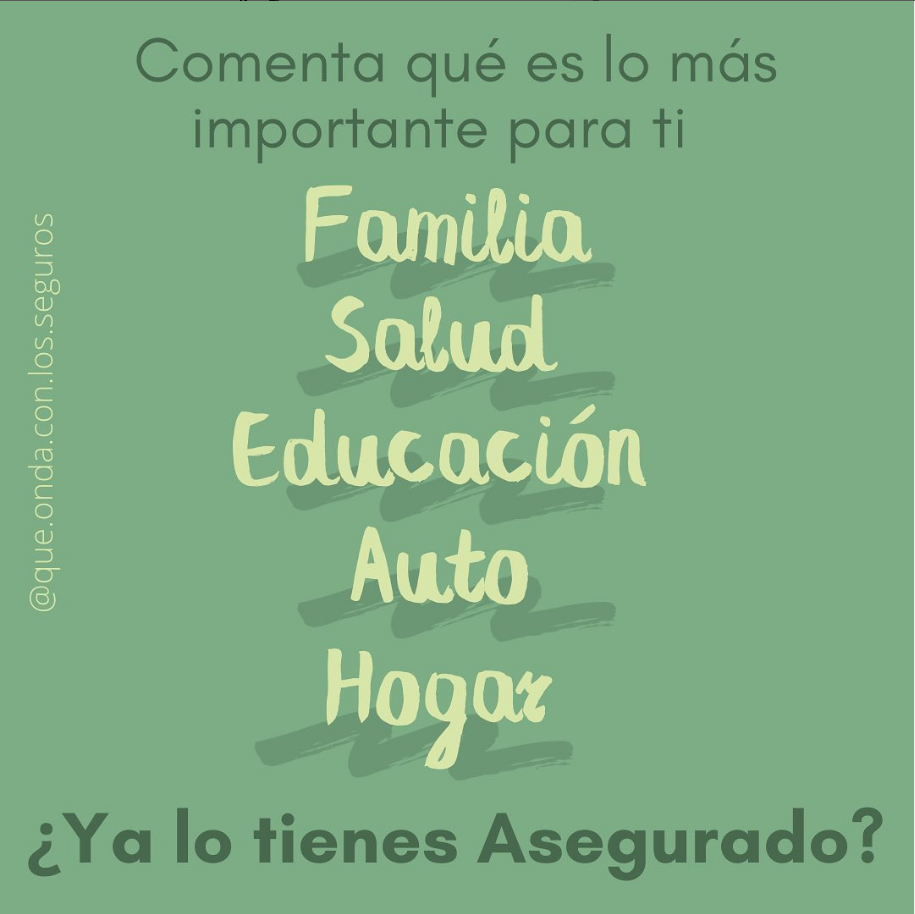 Comenta qué es lo más
importante para ti
Familia
Salud
Educación
Auto
Hogar
¿Ya lo tienes Asegurado?
@que.onda.con.los.seguros